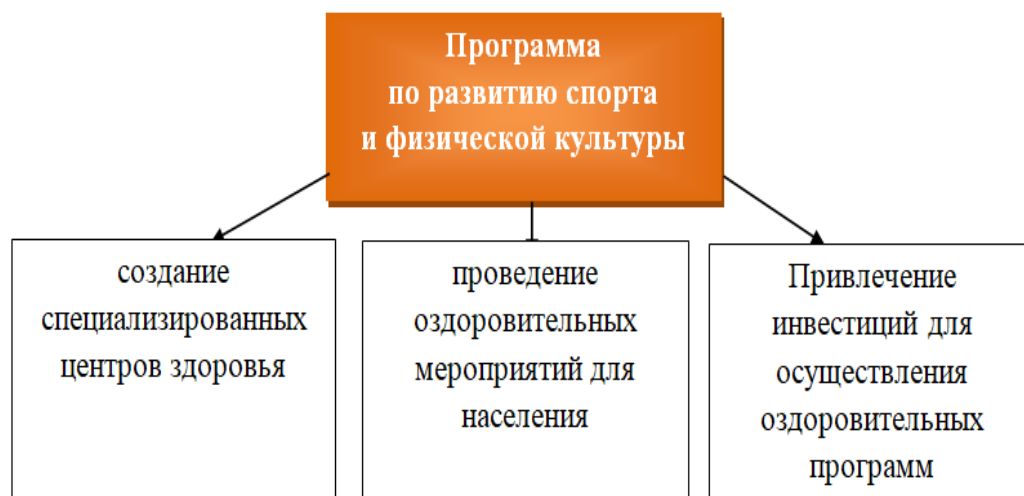 Программа
по развитию спорта
и физической культуры
создание
специализированных
центров здоровья
проведение
оздоровительных
мероприятий для
населения
Привлечение
инвестиций для
осуществления
оздоровительных
программ